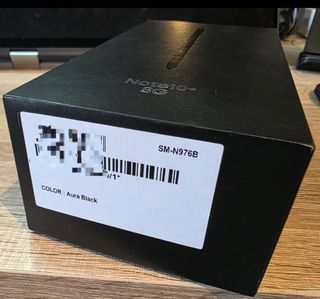 Note10+
5G
SM-N976B
COLOR : Aura Black